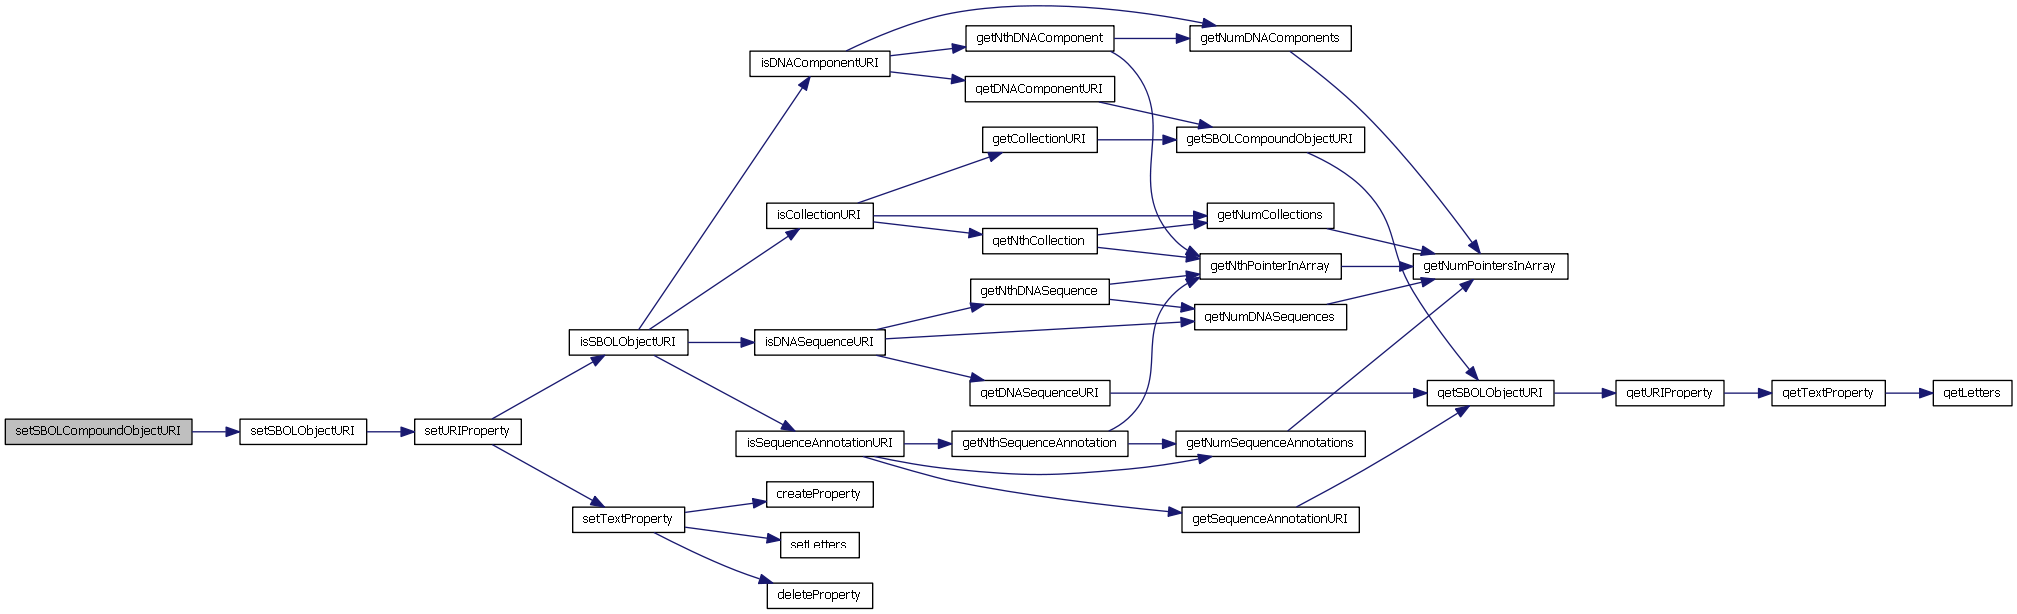 setSBOLCompoundObjectURI
setSBOLObjectURI
setURIProperty
isSBOLObjectURI
setTextProperty
isDNAComponentURI
isCollectionURI
isDNASequenceURI
isSequenceAnnotationURI
createProperty
setLetters
deleteProperty
getNthDNAComponent
getDNAComponentURI
getCollectionURI
getNthCollection
getNthDNASequence
getDNASequenceURI
getNthSequenceAnnotation
getNumDNAComponents
getSBOLCompoundObjectURI
getNumCollections
getNthPointerInArray
getNumDNASequences
getNumSequenceAnnotations
getSequenceAnnotationURI
getNumPointersInArray
getSBOLObjectURI
getURIProperty
getTextProperty
getLetters